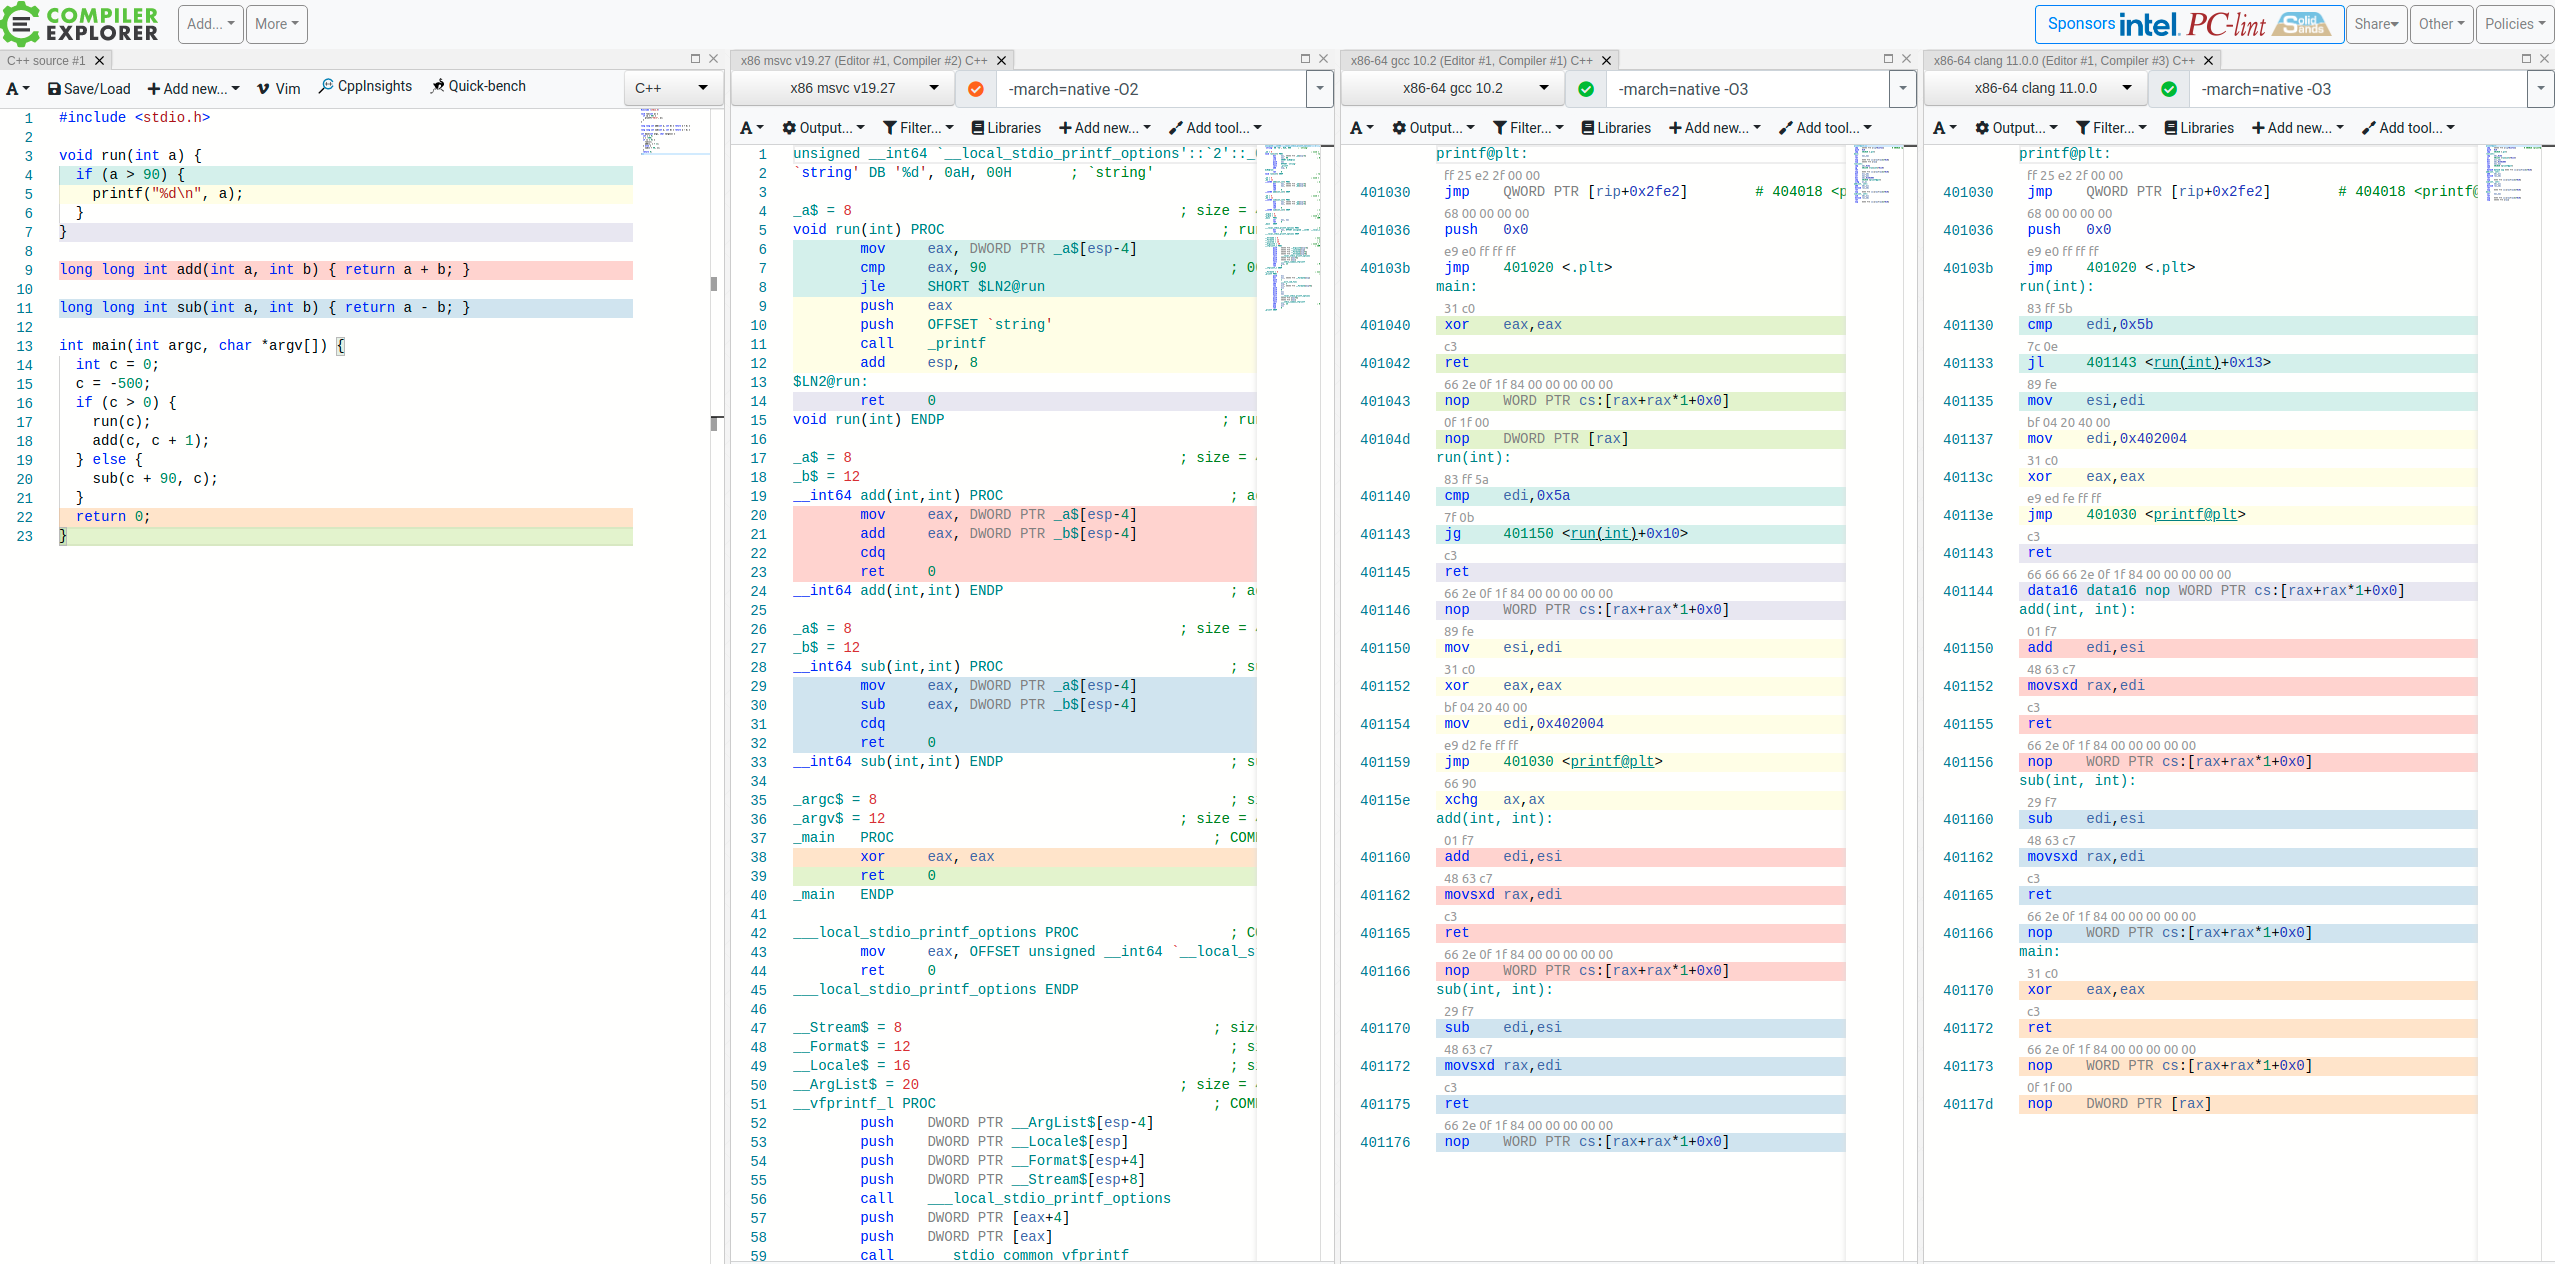 COMPILER EXPLORER
Add... More
Sponsors intel. PC-lint Solid Sands Share Other Policies
C++ source #1
A Save/Load Add new... Vim CppInsights Quick-bench C++
1 #include <stdio.h>
2
3 void run(int a) {
4 if (a > 90) {
5 printf("%d\n", a);
6 }
7 }
8
9 long long int add(int a, int b) { return a + b; }
10
11 long long int sub(int a, int b) { return a - b; }
12
13 int main(int argc, char *argv[]) {
14 int c = 0;
15 c = -500;
16 if (c > 0) {
17 run(c);
18 add(c, c + 1);
19 } else {
20 sub(c + 90, c);
21 }
22 return 0;
23 }
x86 msvc v19.27 (Editor #1, Compiler #2) C++
x86 msvc v19.27 -march=native -O2
A Output... Filter... Libraries Add new... Add tool...
1 unsigned __int64 `__local_stdio_printf_options'::`2'::_
2 `string' DB '%d', 0aH, 00H ; `string'
3
4 _a$ = 8 ; size =
5 void run(int) PROC ; ru
6 mov eax, DWORD PTR _a$[esp-4]
7 cmp eax, 90 ; 0
8 jle SHORT $LN2@run
9 push eax
10 push OFFSET `string'
11 call _printf
12 add esp, 8
13 $LN2@run:
14 ret 0
15 void run(int) ENDP ; ru
16
17 _a$ = 8 ; size =
18 _b$ = 12
19 __int64 add(int,int) PROC ; a
20 mov eax, DWORD PTR _a$[esp-4]
21 add eax, DWORD PTR _b$[esp-4]
22 cdq
23 ret 0
24 __int64 add(int,int) ENDP ; a
25
26 _a$ = 8 ; size =
27 _b$ = 12
28 __int64 sub(int,int) PROC ; s
29 mov eax, DWORD PTR _a$[esp-4]
30 sub eax, DWORD PTR _b$[esp-4]
31 cdq
32 ret 0
33 __int64 sub(int,int) ENDP ; s
34
35 _argc$ = 8 ; s
36 _argv$ = 12 ; size =
37 _main PROC ; COM
38 xor eax, eax
39 ret 0
40 _main ENDP
41
42 ___local_stdio_printf_options PROC ; C
43 mov eax, OFFSET unsigned __int64 `__local_s
44 ret 0
45 ___local_stdio_printf_options ENDP
46
47 __Stream$ = 8 ; siz
48 __Format$ = 12 ; s
49 __Locale$ = 16 ; s
50 __ArgList$ = 20 ; size =
51 __vfprintf_l PROC ; COM
52 push DWORD PTR __ArgList$[esp-4]
53 push DWORD PTR __Locale$[esp]
54 push DWORD PTR __Format$[esp+4]
55 push DWORD PTR __Stream$[esp+8]
56 call ___local_stdio_printf_options
57 push DWORD PTR [eax+4]
58 push DWORD PTR [eax]
59 call ___stdio_common_vfprintf
x86-64 gcc 10.2 (Editor #1, Compiler #1) C++
x86-64 gcc 10.2 -march=native -O3
A Output... Filter... Libraries Add new... Add tool...
printf@plt:
ff 25 e2 2f 00 00
401030 jmp QWORD PTR [rip+0x2fe2] # 404018 <p
68 00 00 00 00
401036 push 0x0
e9 e0 ff ff ff
40103b jmp 401020 <.plt>
main:
31 c0
401040 xor eax,eax
c3
401042 ret
66 2e 0f 1f 84 00 00 00 00 00
401043 nop WORD PTR cs:[rax+rax*1+0x0]
0f 1f 00
40104d nop DWORD PTR [rax]
run(int):
83 ff 5a
401140 cmp edi,0x5a
7f 0b
401143 jg 401150 <run(int)+0x10>
c3
401145 ret
66 2e 0f 1f 84 00 00 00 00 00
401146 nop WORD PTR cs:[rax+rax*1+0x0]
89 fe
401150 mov esi,edi
31 c0
401152 xor eax,eax
bf 04 20 40 00
401154 mov edi,0x402004
e9 d2 fe ff ff
401159 jmp 401030 <printf@plt>
66 90
40115e xchg ax,ax
add(int, int):
01 f7
401160 add edi,esi
48 63 c7
401162 movsxd rax,edi
c3
401165 ret
66 2e 0f 1f 84 00 00 00 00 00
401166 nop WORD PTR cs:[rax+rax*1+0x0]
sub(int, int):
29 f7
401170 sub edi,esi
48 63 c7
401172 movsxd rax,edi
c3
401175 ret
66 2e 0f 1f 84 00 00 00 00 00
401176 nop WORD PTR cs:[rax+rax*1+0x0]
x86-64 clang 11.0.0 (Editor #1, Compiler #3) C++
x86-64 clang 11.0.0 -march=native -O3
A Output... Filter... Libraries Add new... Add tool...
printf@plt:
ff 25 e2 2f 00 00
401030 jmp QWORD PTR [rip+0x2fe2] # 404018 <printf@
68 00 00 00 00
401036 push 0x0
e9 e0 ff ff ff
40103b jmp 401020 <.plt>
run(int):
83 ff 5b
401130 cmp edi,0x5b
7c 0e
401133 jl 401143 <run(int)+0x13>
89 fe
401135 mov esi,edi
bf 04 20 40 00
401137 mov edi,0x402004
31 c0
40113c xor eax,eax
e9 ed fe ff ff
40113e jmp 401030 <printf@plt>
c3
401143 ret
66 66 66 2e 0f 1f 84 00 00 00 00 00
401144 data16 data16 nop WORD PTR cs:[rax+rax*1+0x0]
add(int, int):
01 f7
401150 add edi,esi
48 63 c7
401152 movsxd rax,edi
c3
401155 ret
66 2e 0f 1f 84 00 00 00 00 00
401156 nop WORD PTR cs:[rax+rax*1+0x0]
sub(int, int):
29 f7
401160 sub edi,esi
48 63 c7
401162 movsxd rax,edi
c3
401165 ret
66 2e 0f 1f 84 00 00 00 00 00
401166 nop WORD PTR cs:[rax+rax*1+0x0]
main:
31 c0
401170 xor eax,eax
c3
401172 ret
66 2e 0f 1f 84 00 00 00 00 00
401173 nop WORD PTR cs:[rax+rax*1+0x0]
0f 1f 00
40117d nop DWORD PTR [rax]